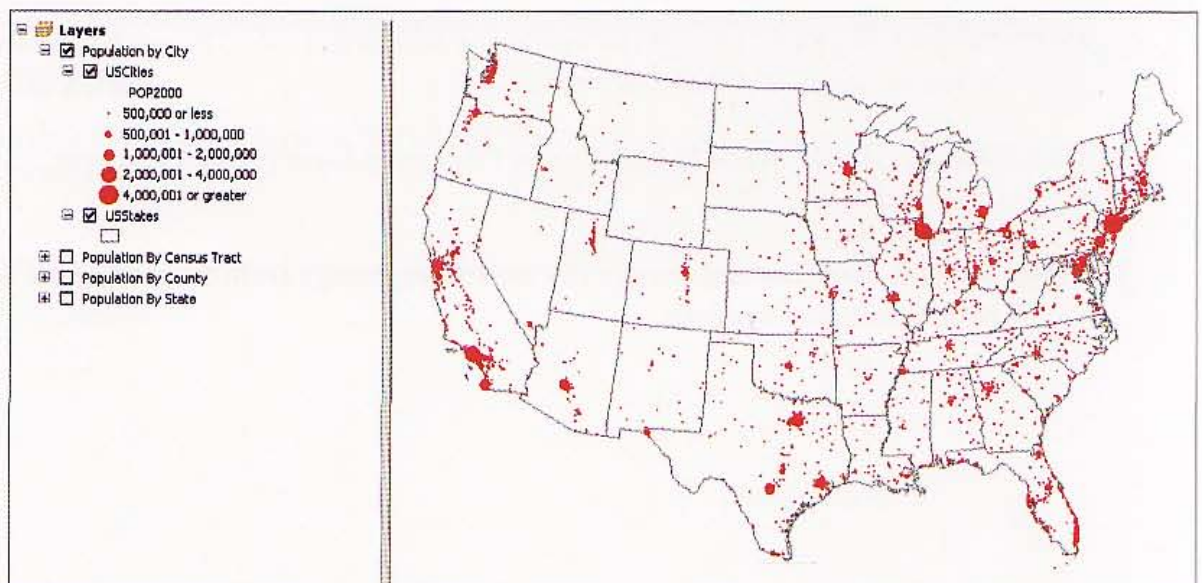 Layers
Population by City
USCities
POP2000
500,000 or less
500,001 - 1,000,000
1,000,001 - 2,000,000
2,000,001 - 4,000,000
4,000,001 or greater
USStates
Population By Census Tract
Population By County
Population By State